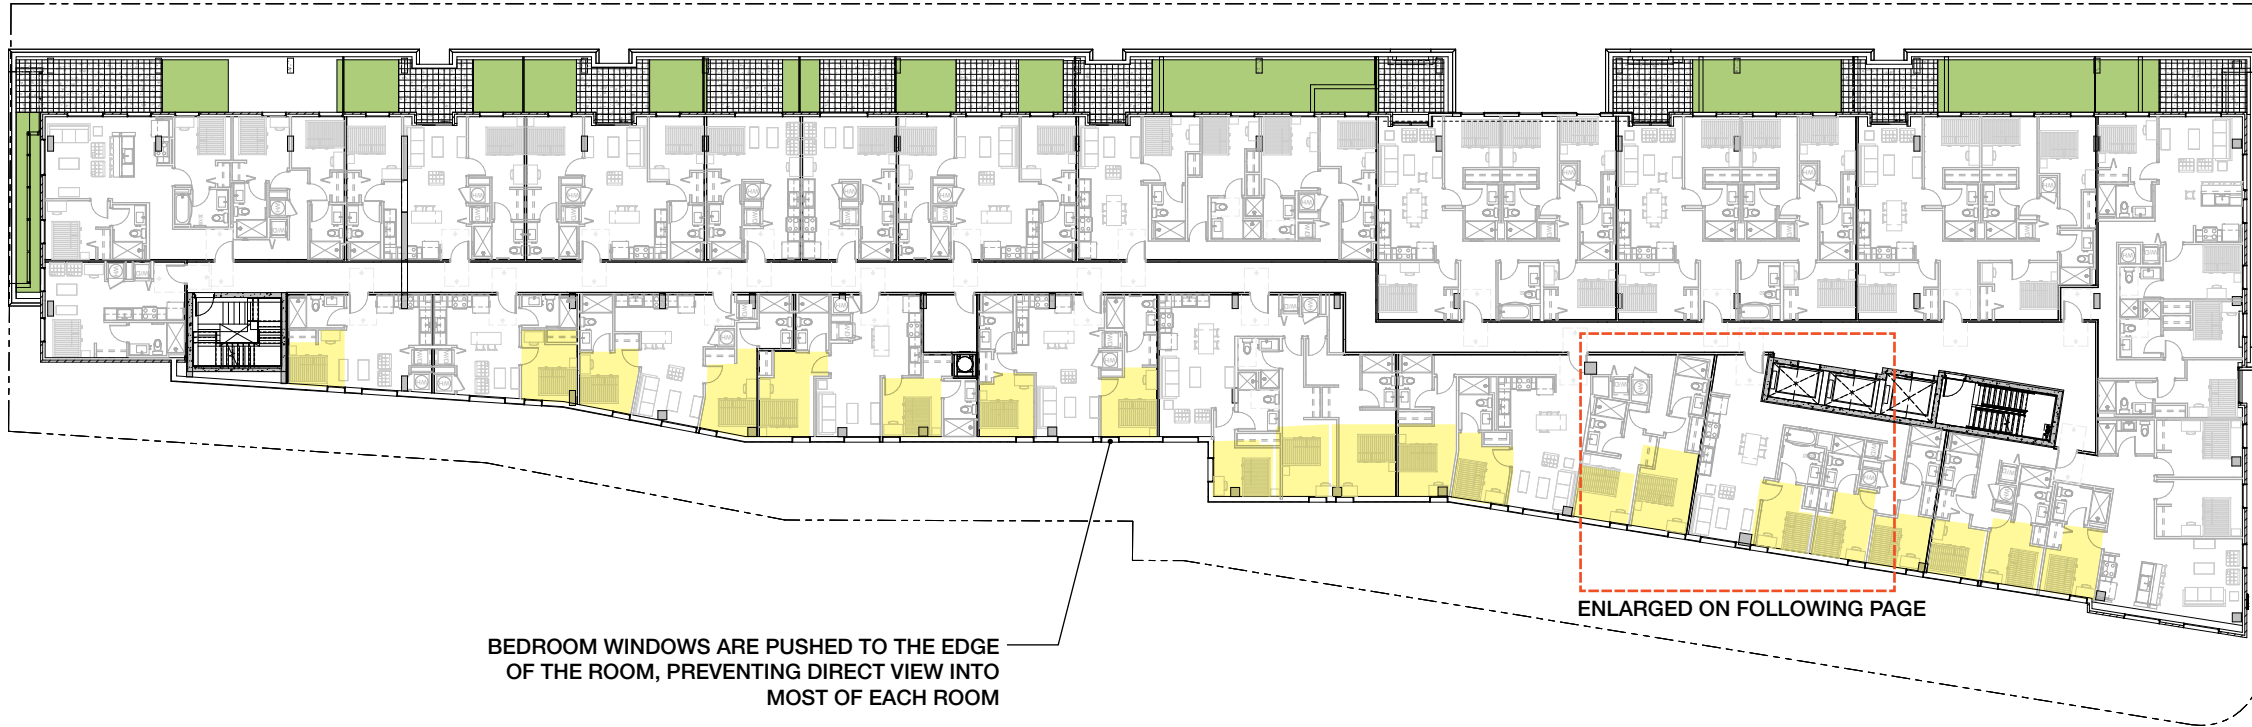 ENLARGED ON FOLLOWING PAGE
BEDROOM WINDOWS ARE PUSHED TO THE EDGE
OF THE ROOM, PREVENTING DIRECT VIEW INTO
MOST OF EACH ROOM